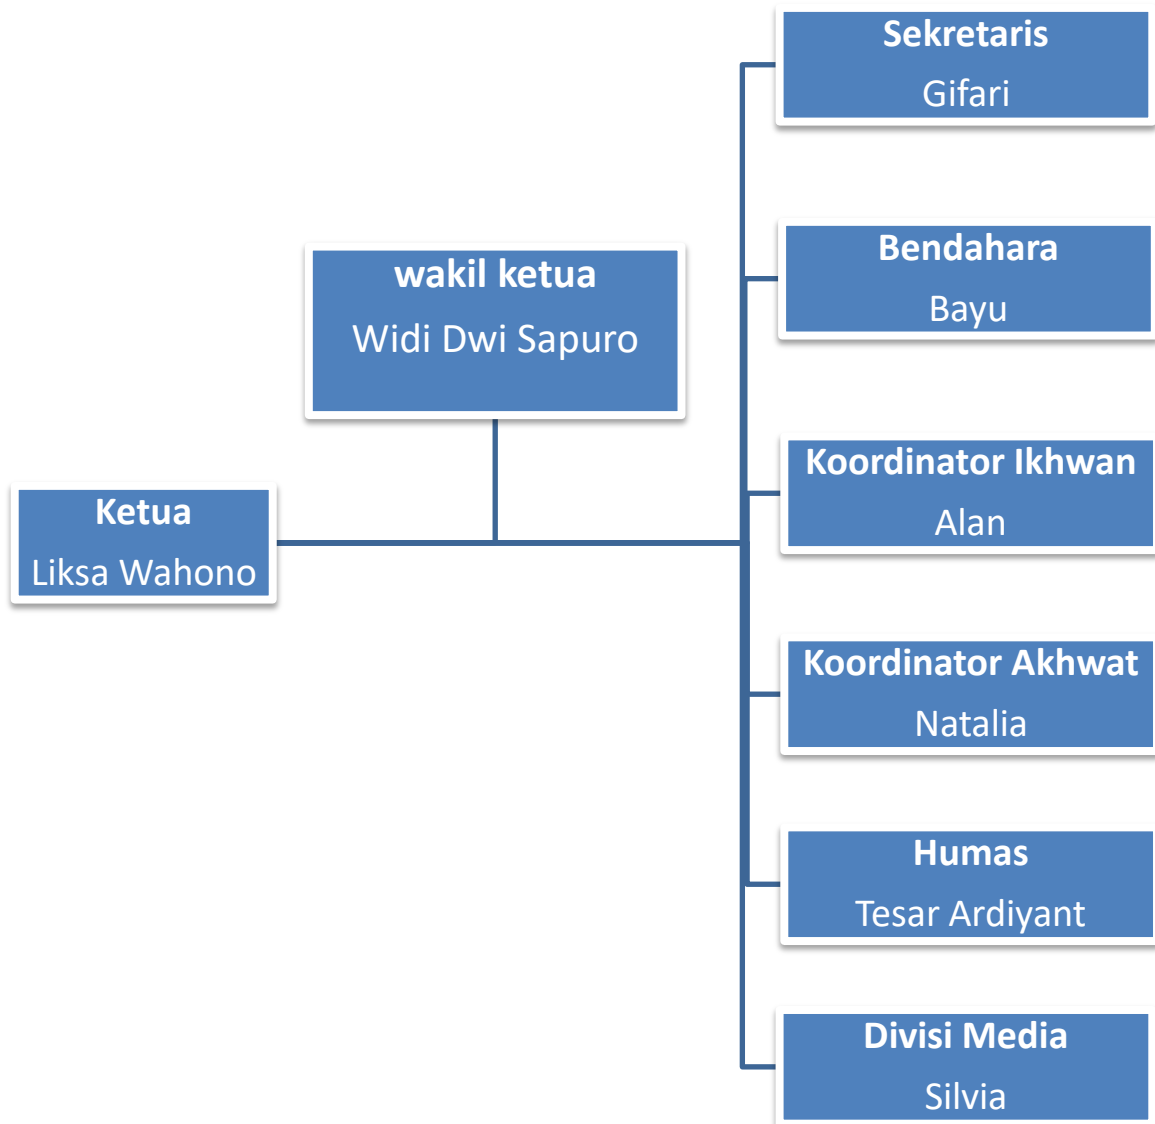 Sekretaris
Gifari
Bendahara
Bayu
wakil ketua
Widi Dwi Sapuro
Koordinator Ikhwan
Alan
Ketua
Liksa Wahono
Koordinator Akhwat
Natalia
Humas
Tesar Ardiyant
Divisi Media
Silvia